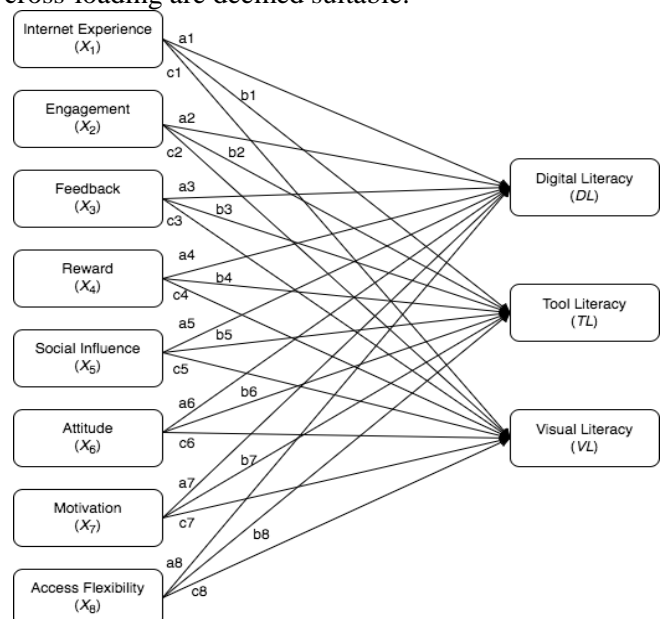 cross-loading are deemed suitable.
Internet Experience
(X1)
a1
c1
b1
Engagement
(X2)
a2
c2
b2
Feedback
(X3)
a3
c3
b3
Digital Literacy
(DL)
Reward
(X4)
a4
c4
b4
Tool Literacy
(TL)
Social Influence
(X5)
a5
c5
b5
Attitude
(X6)
a6
c6
b6
Visual Literacy
(VL)
Motivation
(X7)
a7
c7
b7
Access Flexibility
(X8)
a8
c8
b8